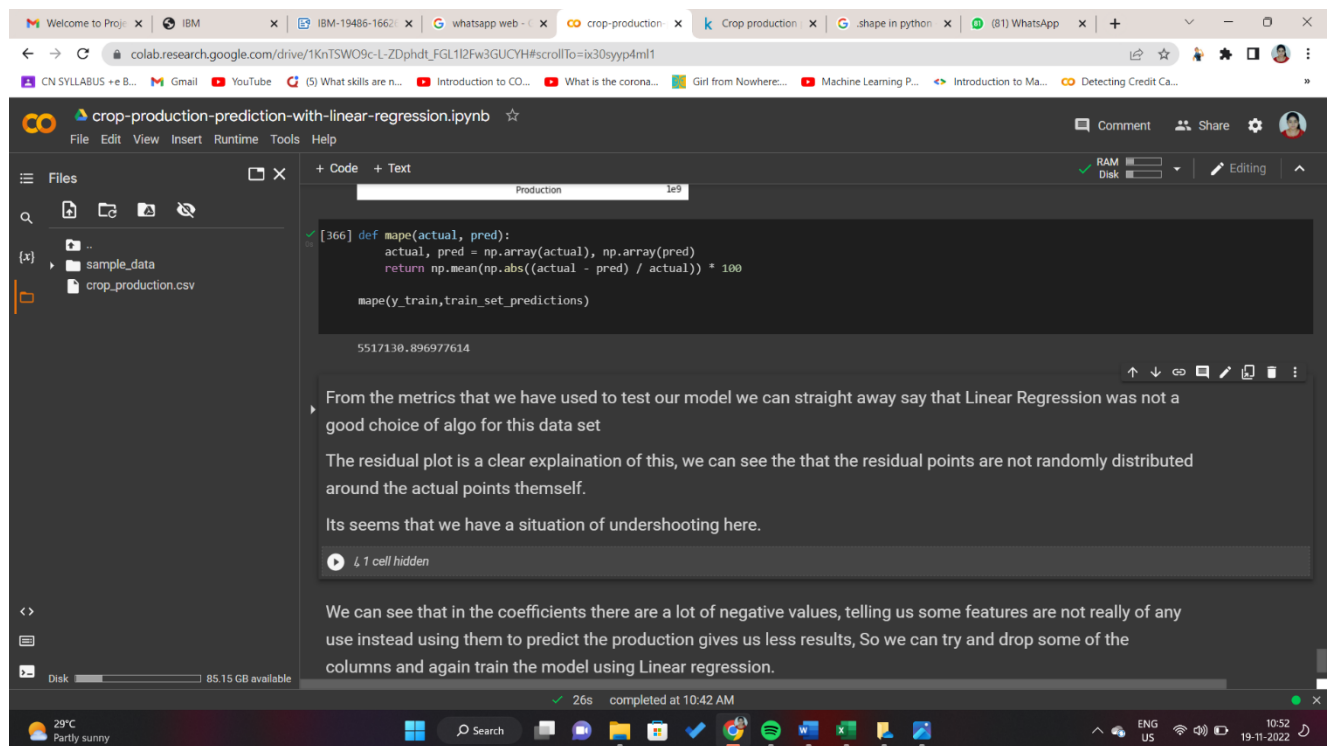 Welcome to Proje
IBM
IBM-19486-1662
whatsapp web - G
crop-production-
Crop production
.shape in python
(81) WhatsApp
colab.research.google.com/drive/1KnTSWO9c-L-ZDphdt_FGL1l2Fw3GUCYH#scrollTo=ix30syyp4ml1
CN SYLLABUS +e B...
Gmail
YouTube
(5) What skills are n...
Introduction to CO...
What is the corona...
Girl from Nowhere:...
Machine Learning P...
Introduction to Ma...
Detecting Credit Ca...
»
CO
crop-production-prediction-with-linear-regression.ipynb
File Edit View Insert Runtime Tools Help
Comment
Share
Files
+ Code + Text
RAM
Disk
Editing
..
sample_data
crop_production.csv
{x}
Production
1e9
[366] def mape(actual, pred):
actual, pred = np.array(actual), np.array(pred)
return np.mean(np.abs((actual - pred) / actual)) * 100
mape(y_train,train_set_predictions)
5517130.896977614
From the metrics that we have used to test our model we can straight away say that Linear Regression was not a
good choice of algo for this data set
The residual plot is a clear explaination of this, we can see the that the residual points are not randomly distributed
around the actual points themself.
Its seems that we have a situation of undershooting here.
1 cell hidden
We can see that in the coefficients there are a lot of negative values, telling us some features are not really of any
use instead using them to predict the production gives us less results, So we can try and drop some of the
columns and again train the model using Linear regression.
Disk
85.15 GB available
26s completed at 10:42 AM
29°C
Partly sunny
Search
ENG
US
10:52
19-11-2022